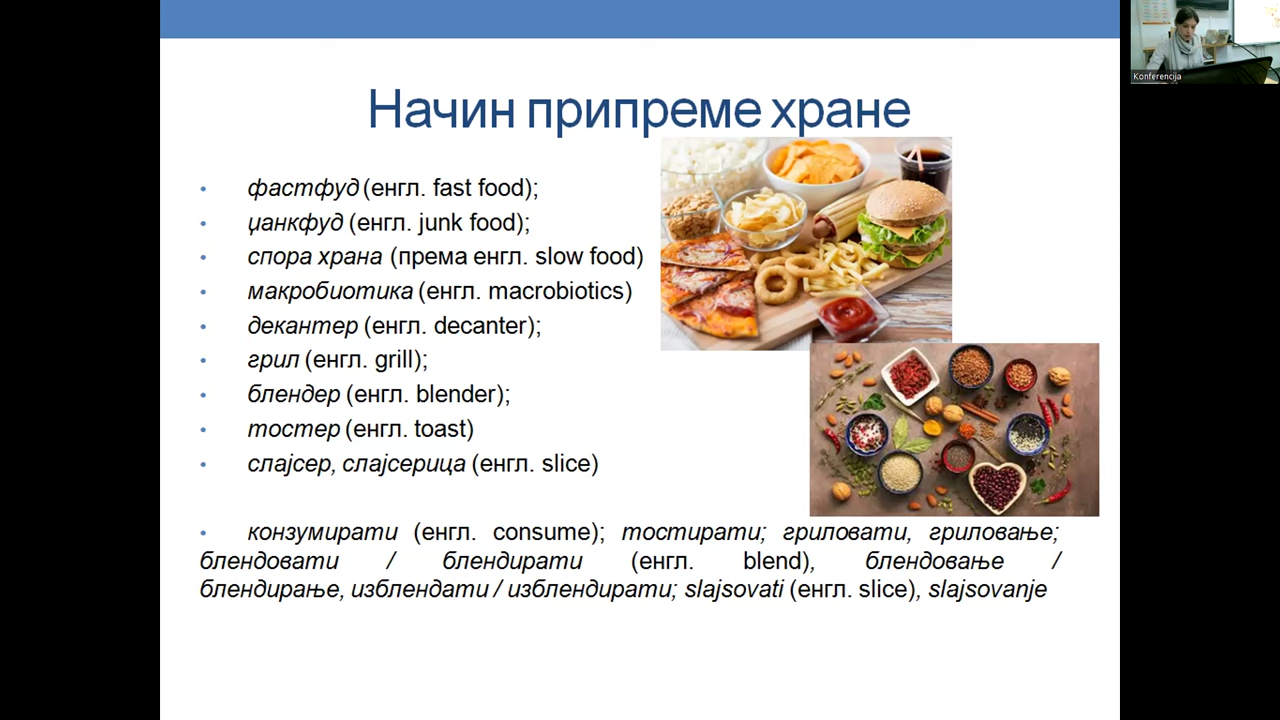 Начин припреме хране
• фастфуд (енгл. fast food);
• џанкфуд (енгл. junk food);
• спора храна (према енгл. slow food)
• макробиотика (енгл. macrobiotics)
• декантер (енгл. decanter);
• грил (енгл. grill);
• блендер (енгл. blender);
• тостер (енгл. toast)
• слајсер, слајсерица (енгл. slice)
• конзумирати (енгл. consume); тостирати; гриловати, гриловање;
блендовати / блендирати (енгл. blend), блендовање /
блендирање, изблендати / изблендирати; slajsovati (енгл. slice), slajsovanje
Konferencija